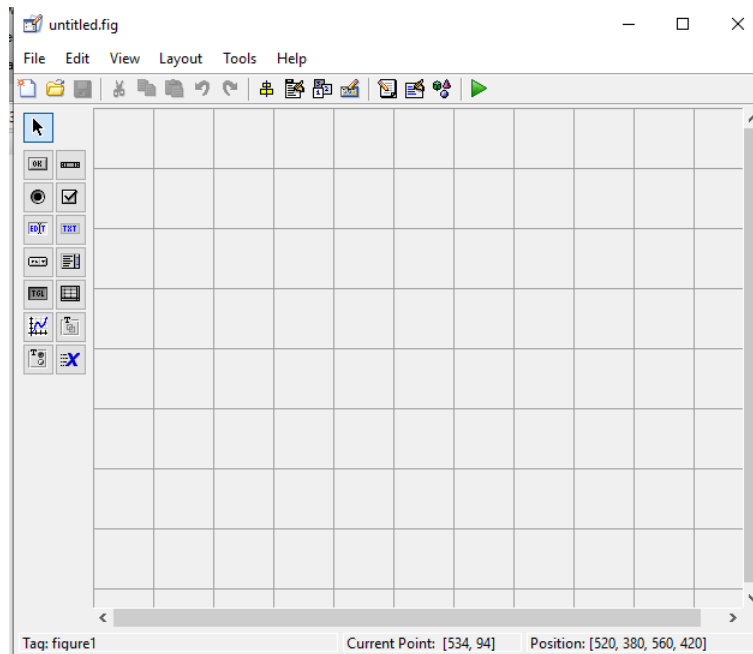 untitled.fig
File Edit View Layout Tools Help
OK
EDIT TXT
TGL
Tag: figure1 Current Point: [534, 94] Position: [520, 380, 560, 420]